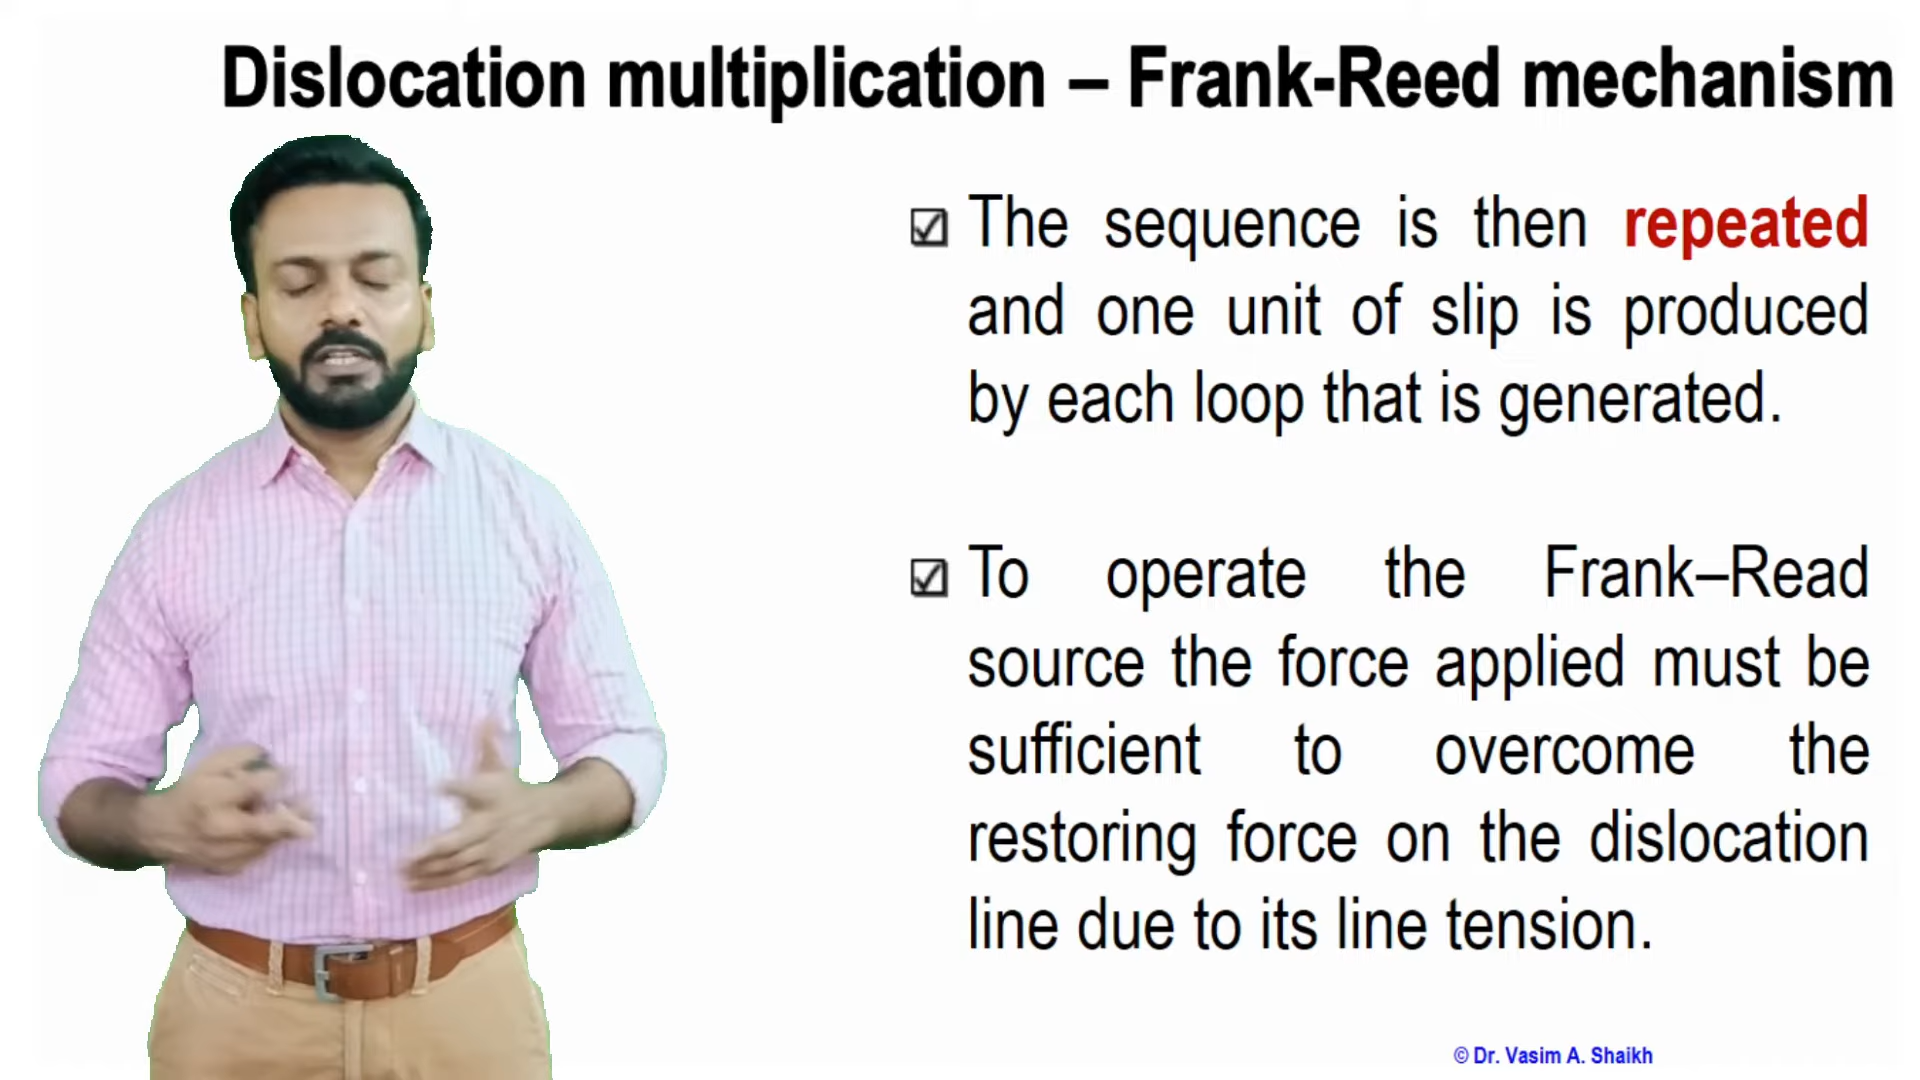 Dislocation multiplication – Frank-Reed mechanism
The sequence is then repeated
and one unit of slip is produced
by each loop that is generated.
To operate the Frank–Read
source the force applied must be
sufficient to overcome the
restoring force on the dislocation
line due to its line tension.
© Dr. Vasim A. Shaikh